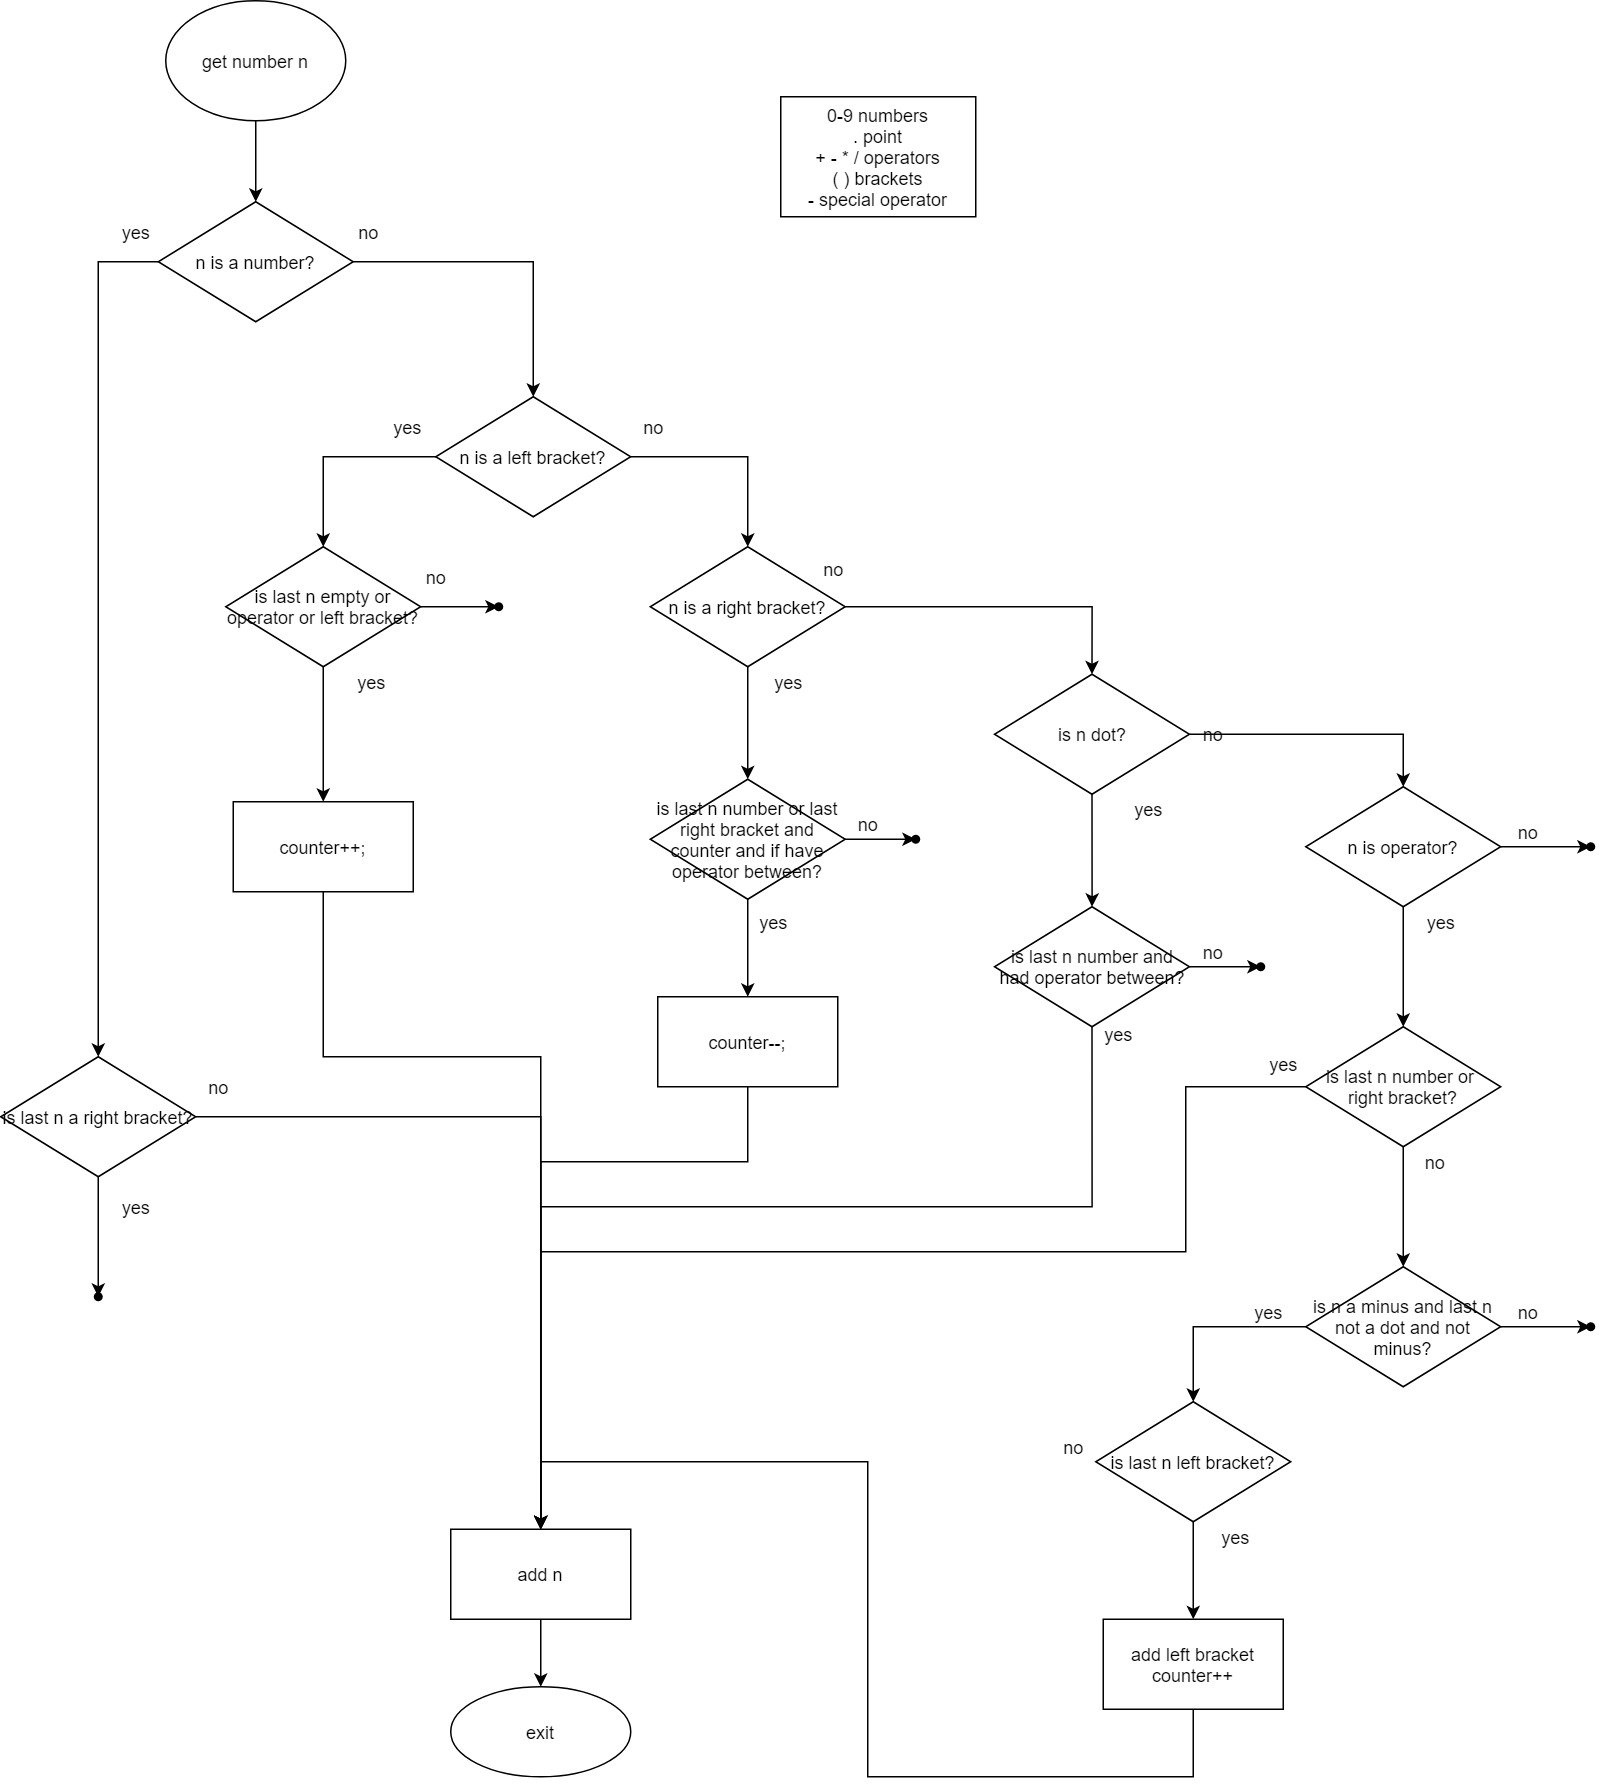 get number n
0-9 numbers
. point
+ - * / operators
( ) brackets
- special operator
yes
no
n is a number?
yes
no
n is a left bracket?
no
no
is last n empty or
operator or left bracket?
n is a right bracket?
yes
yes
is n dot?
no
is last n number or last
right bracket and
counter and if have
operator between?
no
yes
no
counter++;
n is operator?
yes
yes
is last n number and
had operator between?
no
counter--;
yes
yes
is last n number or
right bracket?
no
is last n a right bracket?
no
yes
yes
is n a minus and last n
not a dot and not
minus?
no
no
is last n left bracket?
yes
add n
add left bracket
counter++
exit